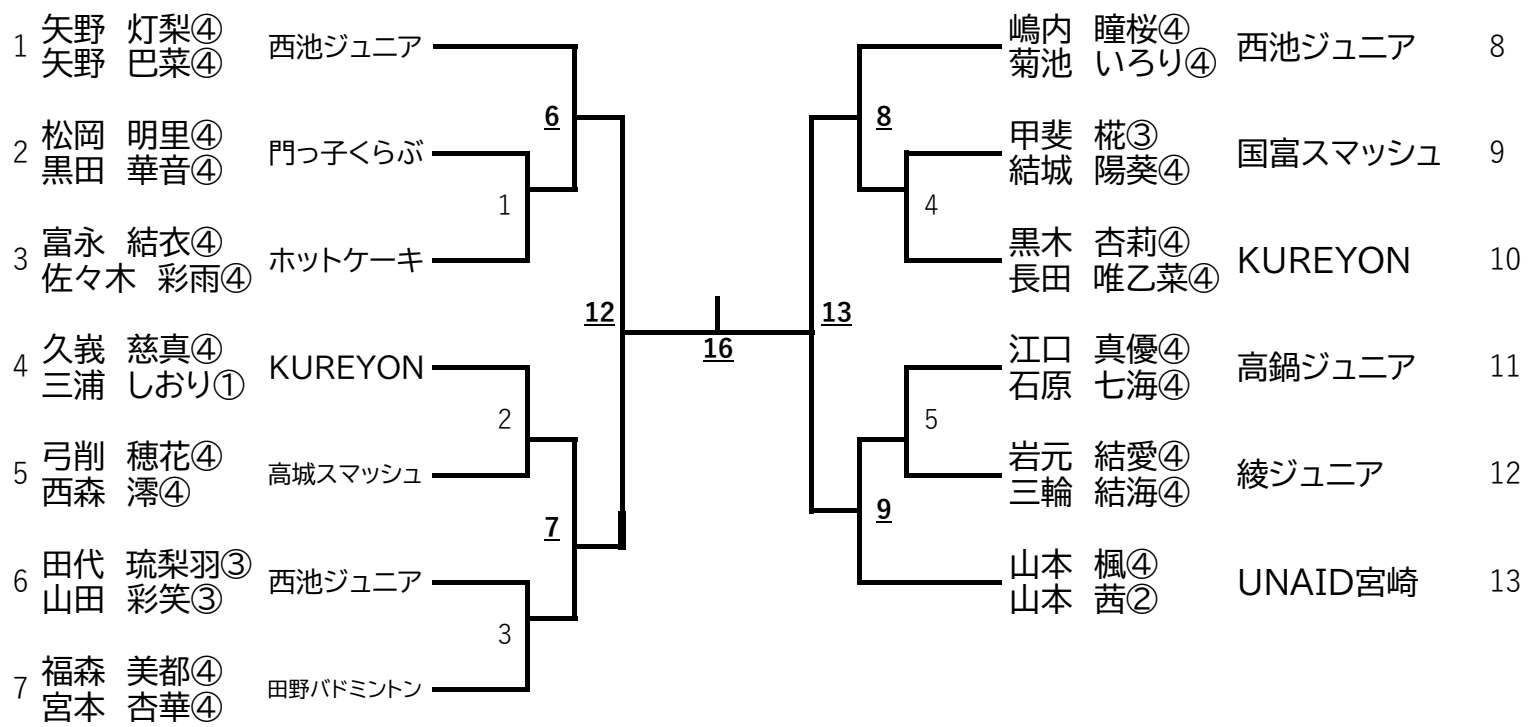 1 矢野 灯梨④
矢野 巴菜④
西池ジュニア
2 松岡 明里④
黒田 華音④
門っ子くらぶ
3 富永 結衣④
佐々木 彩雨④
ホットケーキ
4 久峩 慈真④
三浦 しおり①
KUREYON
5 弓削 穂花④
西森 澪④
高城スマッシュ
6 田代 琉梨羽③
山田 彩笑③
西池ジュニア
7 福森 美都④
宮本 杏華④
田野バドミントン
6
1
12
2
7
3
16
8
4
13
5
9
嶋内 瞳桜④
菊池 いろり④
西池ジュニア 8
甲斐 椛③
結城 陽葵④
国富スマッシュ 9
黒木 杏莉④
長田 唯乙菜④
KUREYON 10
江口 真優④
石原 七海④
高鍋ジュニア 11
岩元 結愛④
三輪 結海④
綾ジュニア 12
山本 楓④
山本 茜②
UNAID宮崎 13